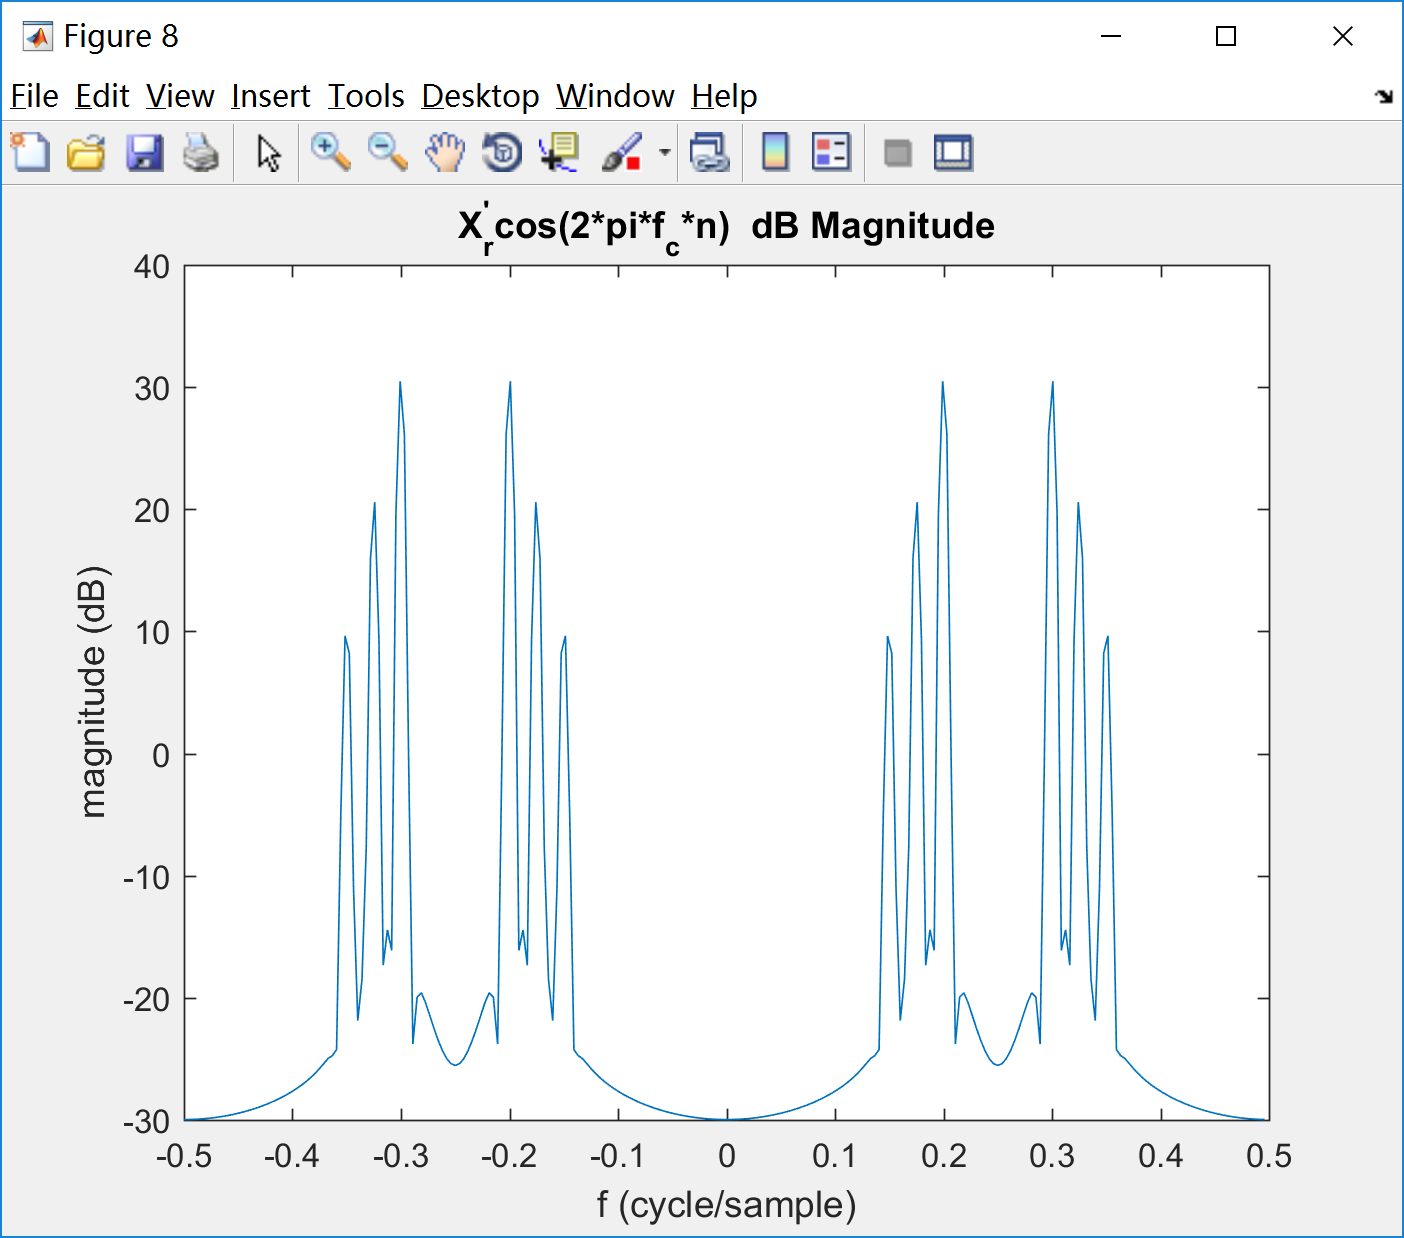 Figure 8
File Edit View Insert Tools Desktop Window Help
X'rcos(2*pi*fc*n) dB Magnitude
40
30
20
10
0
-10
-20
-30
magnitude (dB)
-0.5 -0.4 -0.3 -0.2 -0.1 0 0.1 0.2 0.3 0.4 0.5
f (cycle/sample)